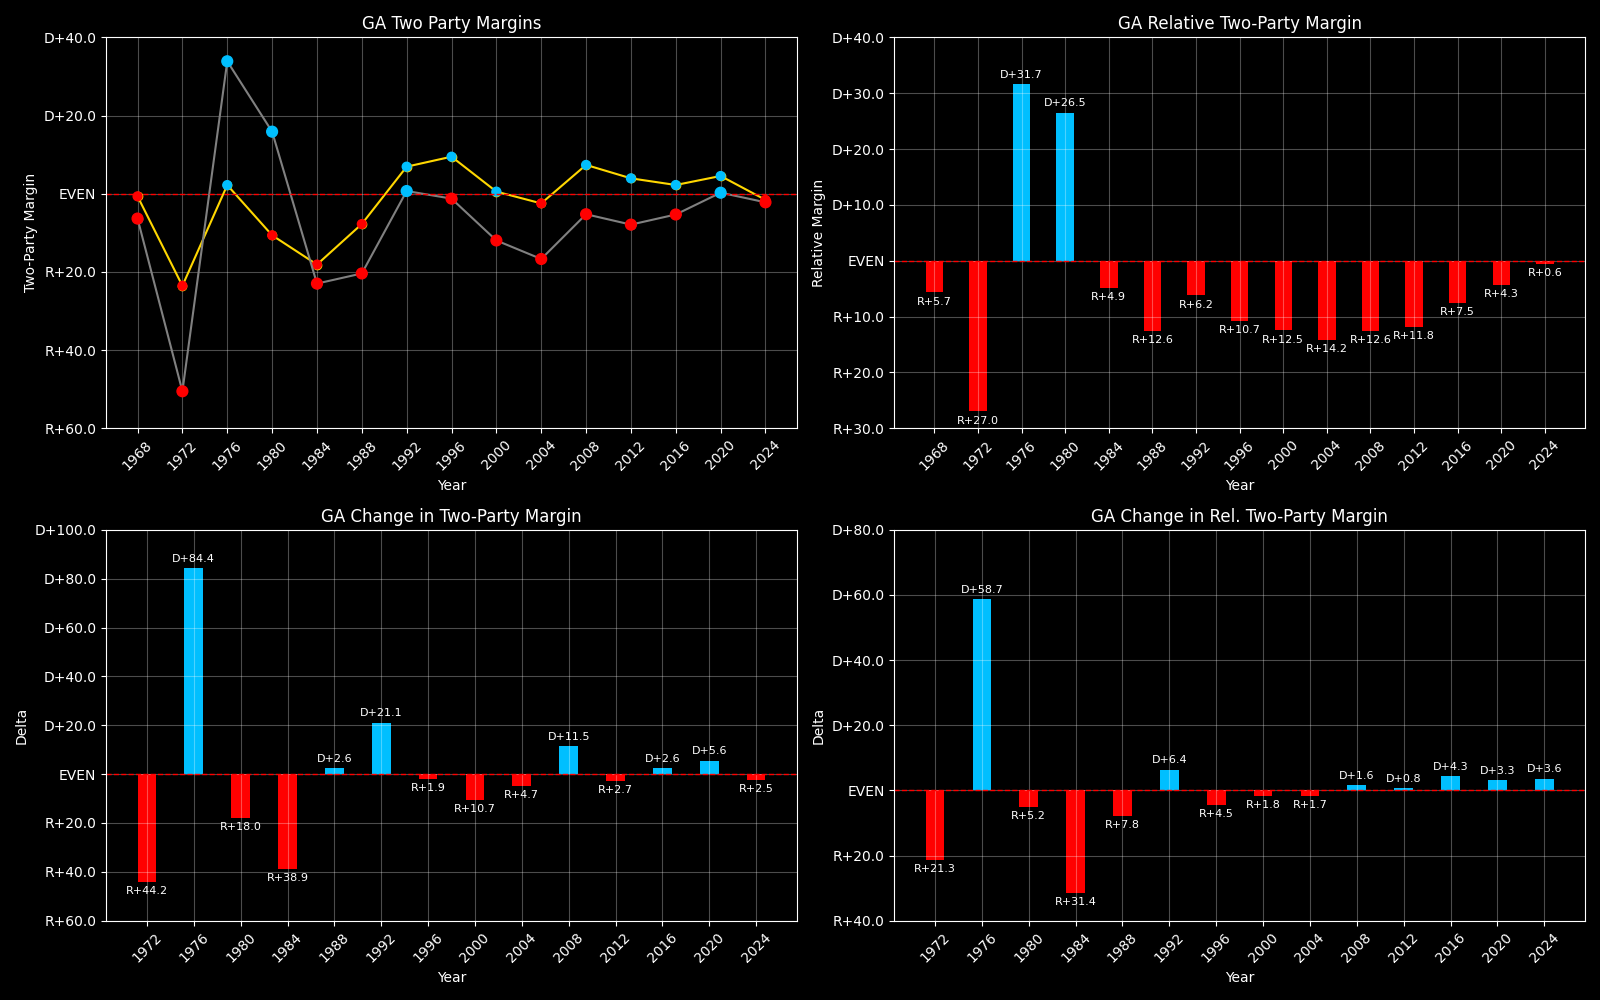 GA Two Party Margins
D+40.0
D+20.0
EVEN
R+20.0
R+40.0
R+60.0
Two-Party Margin
1968 1972 1976 1980 1984 1988 1992 1996 2000 2004 2008 2012 2016 2020 2024
Year
GA Relative Two-Party Margin
D+40.0
D+30.0
D+20.0
D+10.0
EVEN
R+10.0
R+20.0
R+30.0
Relative Margin
R+5.7
R+27.0
D+31.7
D+26.5
R+4.9
R+12.6
R+6.2
R+10.7
R+12.5
R+14.2
R+12.6
R+11.8
R+7.5
R+4.3
R+0.6
1968 1972 1976 1980 1984 1988 1992 1996 2000 2004 2008 2012 2016 2020 2024
Year
GA Change in Two-Party Margin
D+100.0
D+80.0
D+60.0
D+40.0
D+20.0
EVEN
R+20.0
R+40.0
R+60.0
Delta
R+44.2
D+84.4
R+18.0
R+38.9
D+2.6
D+21.1
R+1.9
R+10.7
R+4.7
D+11.5
R+2.7
D+2.6
D+5.6
R+2.5
1972 1976 1980 1984 1988 1992 1996 2000 2004 2008 2012 2016 2020 2024
Year
GA Change in Rel. Two-Party Margin
D+80.0
D+60.0
D+40.0
D+20.0
EVEN
R+20.0
R+40.0
Delta
R+21.3
D+58.7
R+5.2
R+31.4
R+7.8
D+6.4
R+4.5
R+1.8
R+1.7
D+1.6
D+0.8
D+4.3
D+3.3
D+3.6
1972 1976 1980 1984 1988 1992 1996 2000 2004 2008 2012 2016 2020 2024
Year